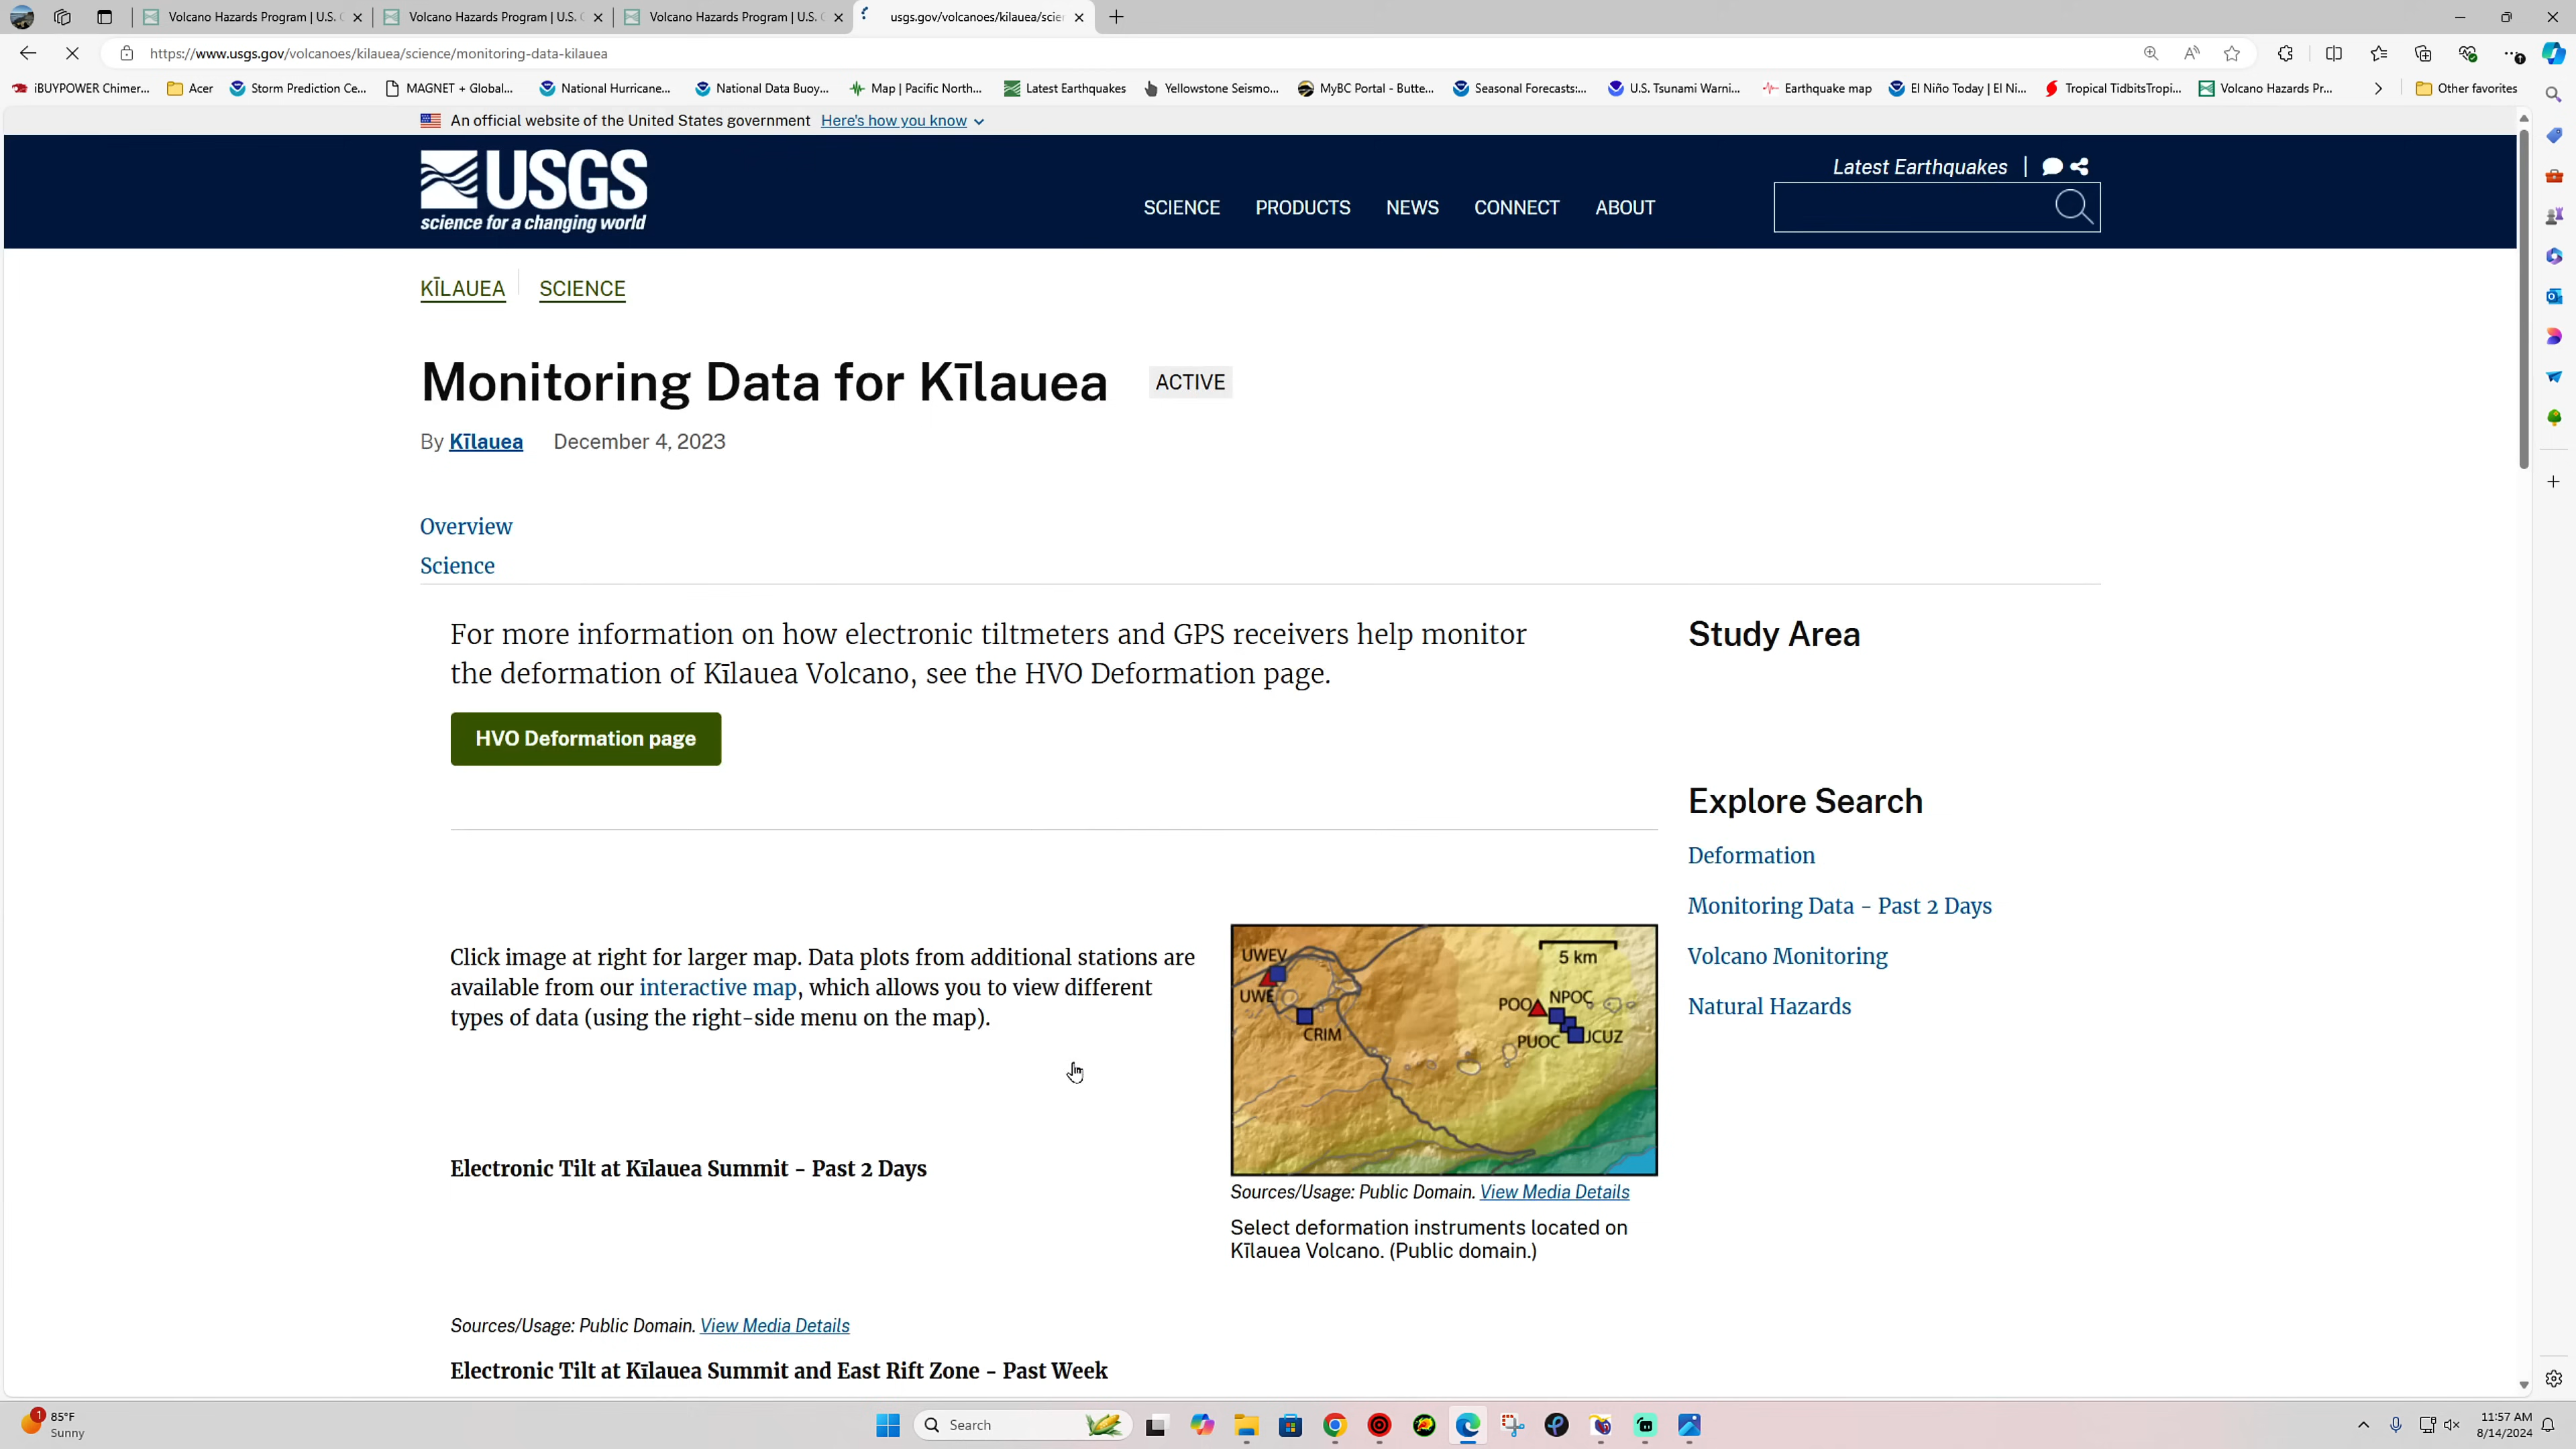 Volcano Hazards Program | U.S. G
Volcano Hazards Program | U.S. G
Volcano Hazards Program | U.S. G
usgs.gov/volcanoes/kilauea/scien
https://www.usgs.gov/volcanoes/kilauea/science/monitoring-data-kilauea
iBUYPOWER Chimer...
Acer
Storm Prediction Ce...
MAGNET + Global...
National Hurricane...
National Data Buoy...
Map | Pacific North...
Latest Earthquakes
Yellowstone Seismo...
MyBC Portal - Butte...
Seasonal Forecasts:...
U.S. Tsunami Warni...
Earthquake map
El Niño Today | El Ni...
Tropical TidbitsTropi...
Volcano Hazards Pr...
Other favorites
An official website of the United States government Here's how you know
USGS
science for a changing world
SCIENCE
PRODUCTS
NEWS
CONNECT
ABOUT
Latest Earthquakes |
KĪLAUEA
SCIENCE
Monitoring Data for Kīlauea
ACTIVE
By Kīlauea December 4, 2023
Overview
Science
For more information on how electronic tiltmeters and GPS receivers help monitor
the deformation of Kīlauea Volcano, see the HVO Deformation page.
HVO Deformation page
Study Area
Explore Search
Deformation
Monitoring Data - Past 2 Days
Volcano Monitoring
Natural Hazards
Click image at right for larger map. Data plots from additional stations are
available from our interactive map, which allows you to view different
types of data (using the right-side menu on the map).
UWEV
UWE
CRIM
5 km
POO
NPOC
PUOC
JCUZ
Sources/Usage: Public Domain. View Media Details
Select deformation instruments located on
Kīlauea Volcano. (Public domain.)
Electronic Tilt at Kīlauea Summit - Past 2 Days
Sources/Usage: Public Domain. View Media Details
Electronic Tilt at Kīlauea Summit and East Rift Zone - Past Week
1
85°F
Sunny
Search
11:57 AM
8/14/2024